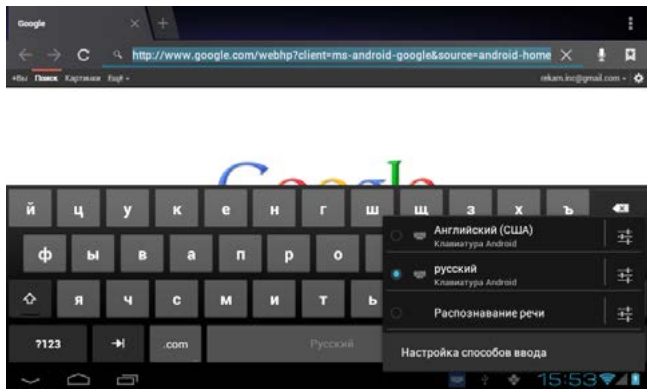 Google
http://www.google.com/webhp?client=ms-android-google&source=android-home
+Вы Поиск Картинки Ещё
rekam.inc@gmail.com
Google
й ц у к е н г ш щ з х ъ
ф ы в а п р о
я ч с м и т ь
?123 .com Русский
Английский (США)
Клавиатура Android
русский
Клавиатура Android
Распознавание речи
Настройка способов ввода
15:53